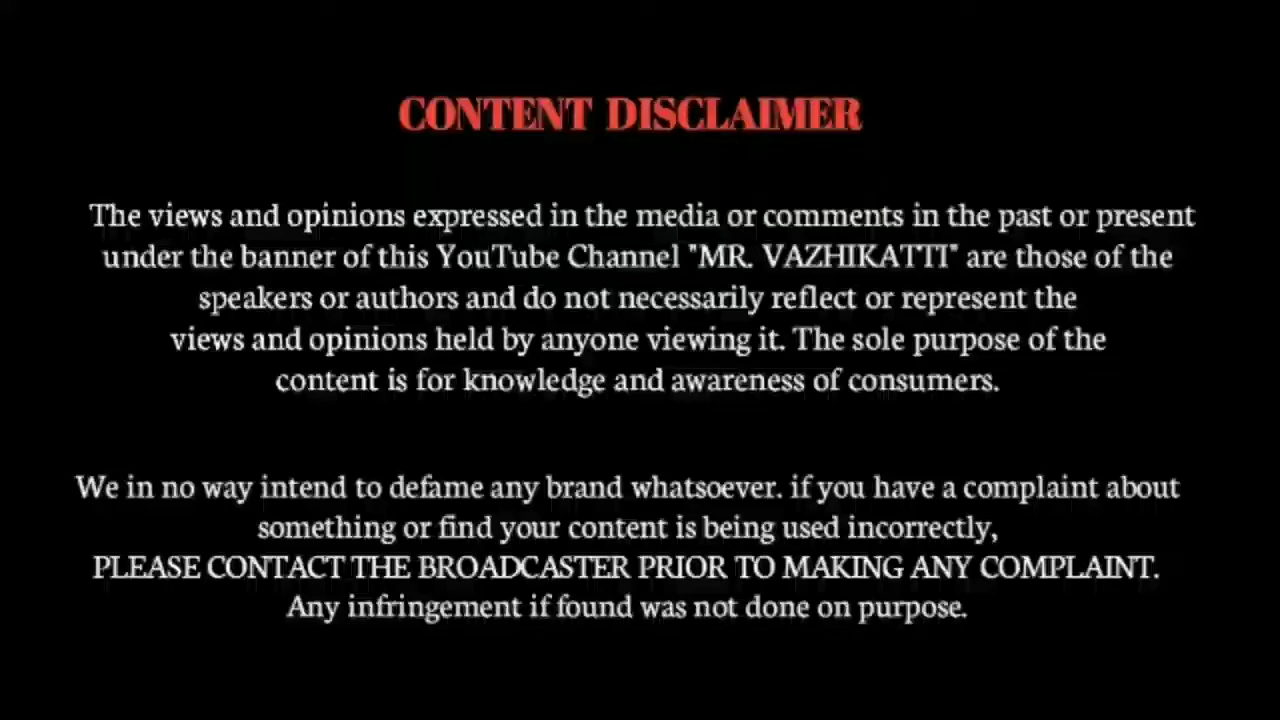 CONTENT DISCLAIMER
The views and opinions expressed in the media or comments in the past or present
under the banner of this YouTube Channel "MR. VAZHIKATTI" are those of the
speakers or authors and do not necessarily reflect or represent the
views and opinions held by anyone viewing it. The sole purpose of the
content is for knowledge and awareness of consumers.
We in no way intend to defame any brand whatsoever. if you have a complaint about
something or find your content is being used incorrectly,
PLEASE CONTACT THE BROADCASTER PRIOR TO MAKING ANY COMPLAINT.
Any infringement if found was not done on purpose.